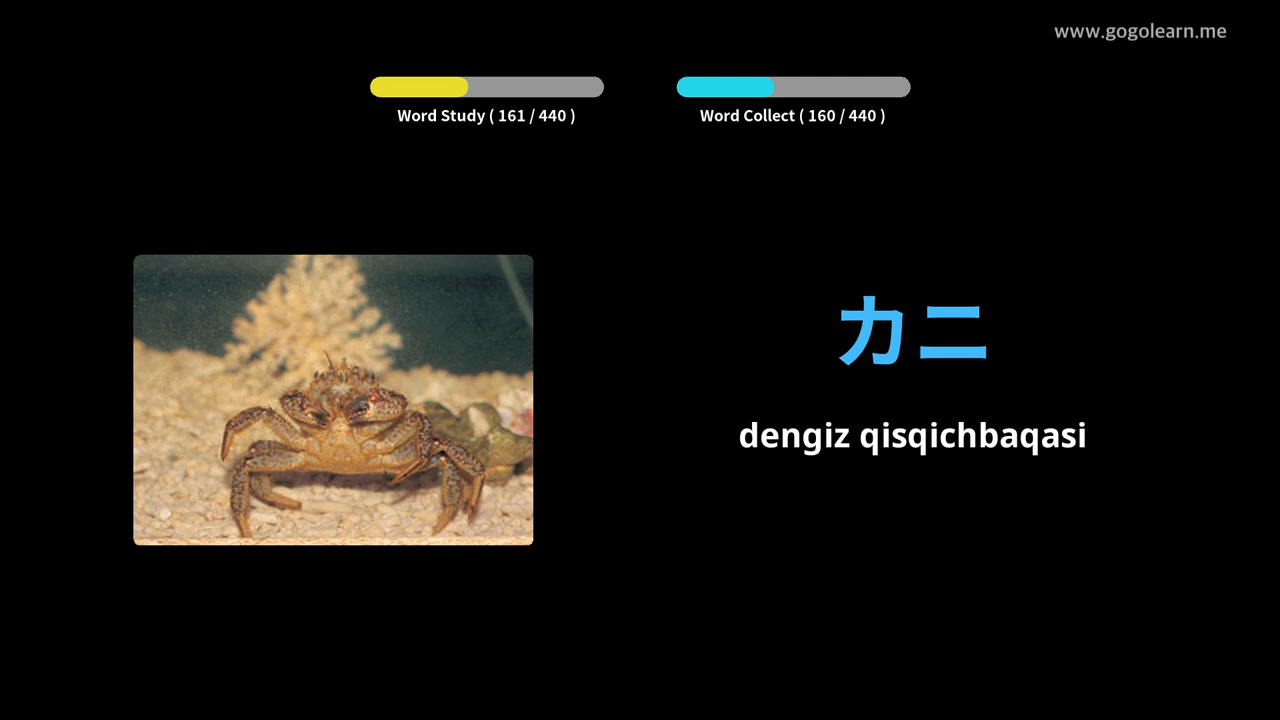 www.gogolearn.me
Word Study ( 161 / 440 )
Word Collect ( 160 / 440 )
カニ
dengiz qisqichbaqasi